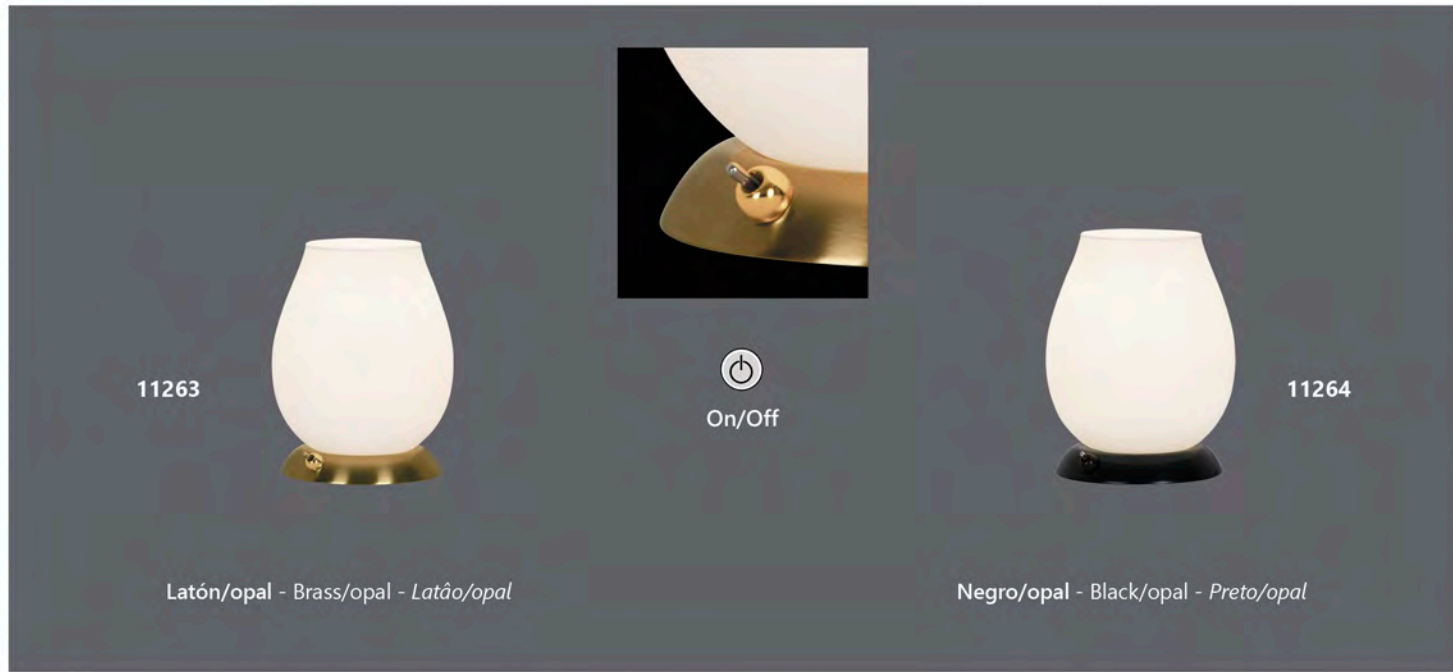 11263
On/Off
11264
Latón/opal - Brass/opal - Latâo/opal
Negro/opal - Black/opal - Preto/opal